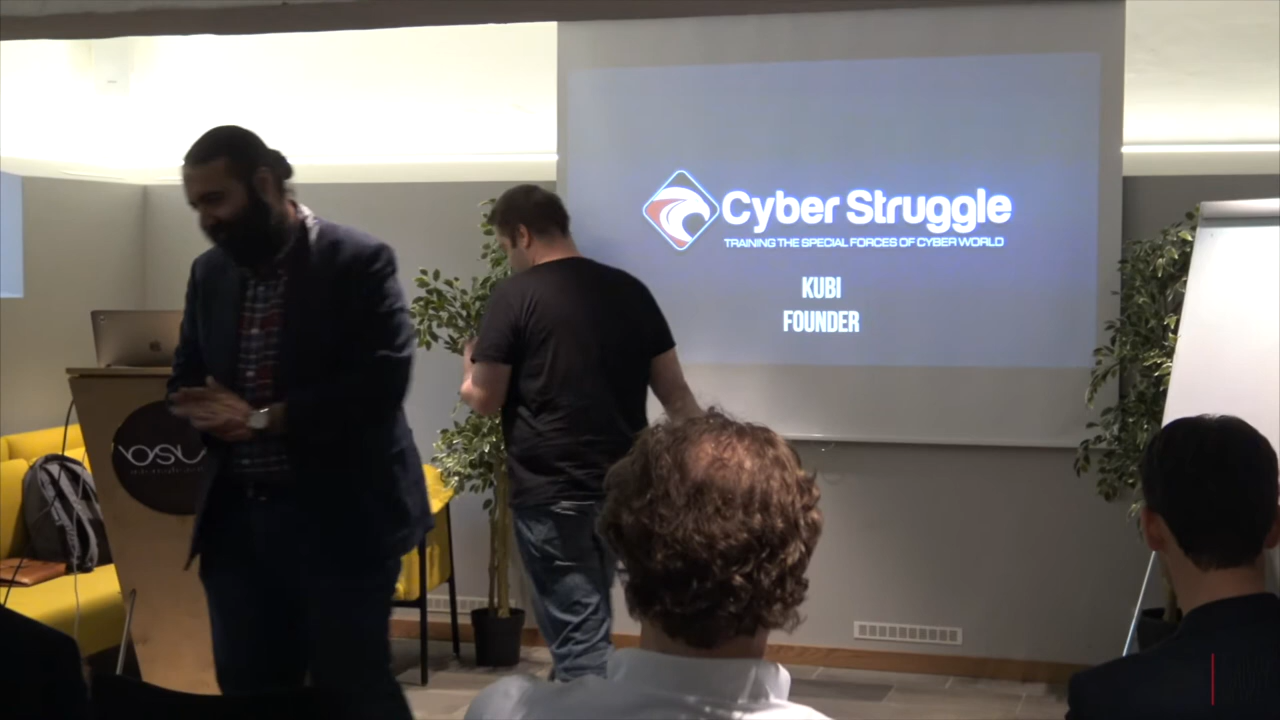 Cyber Struggle
TRAINING THE SPECIAL FORCES OF CYBER WORLD
KUBI
FOUNDER